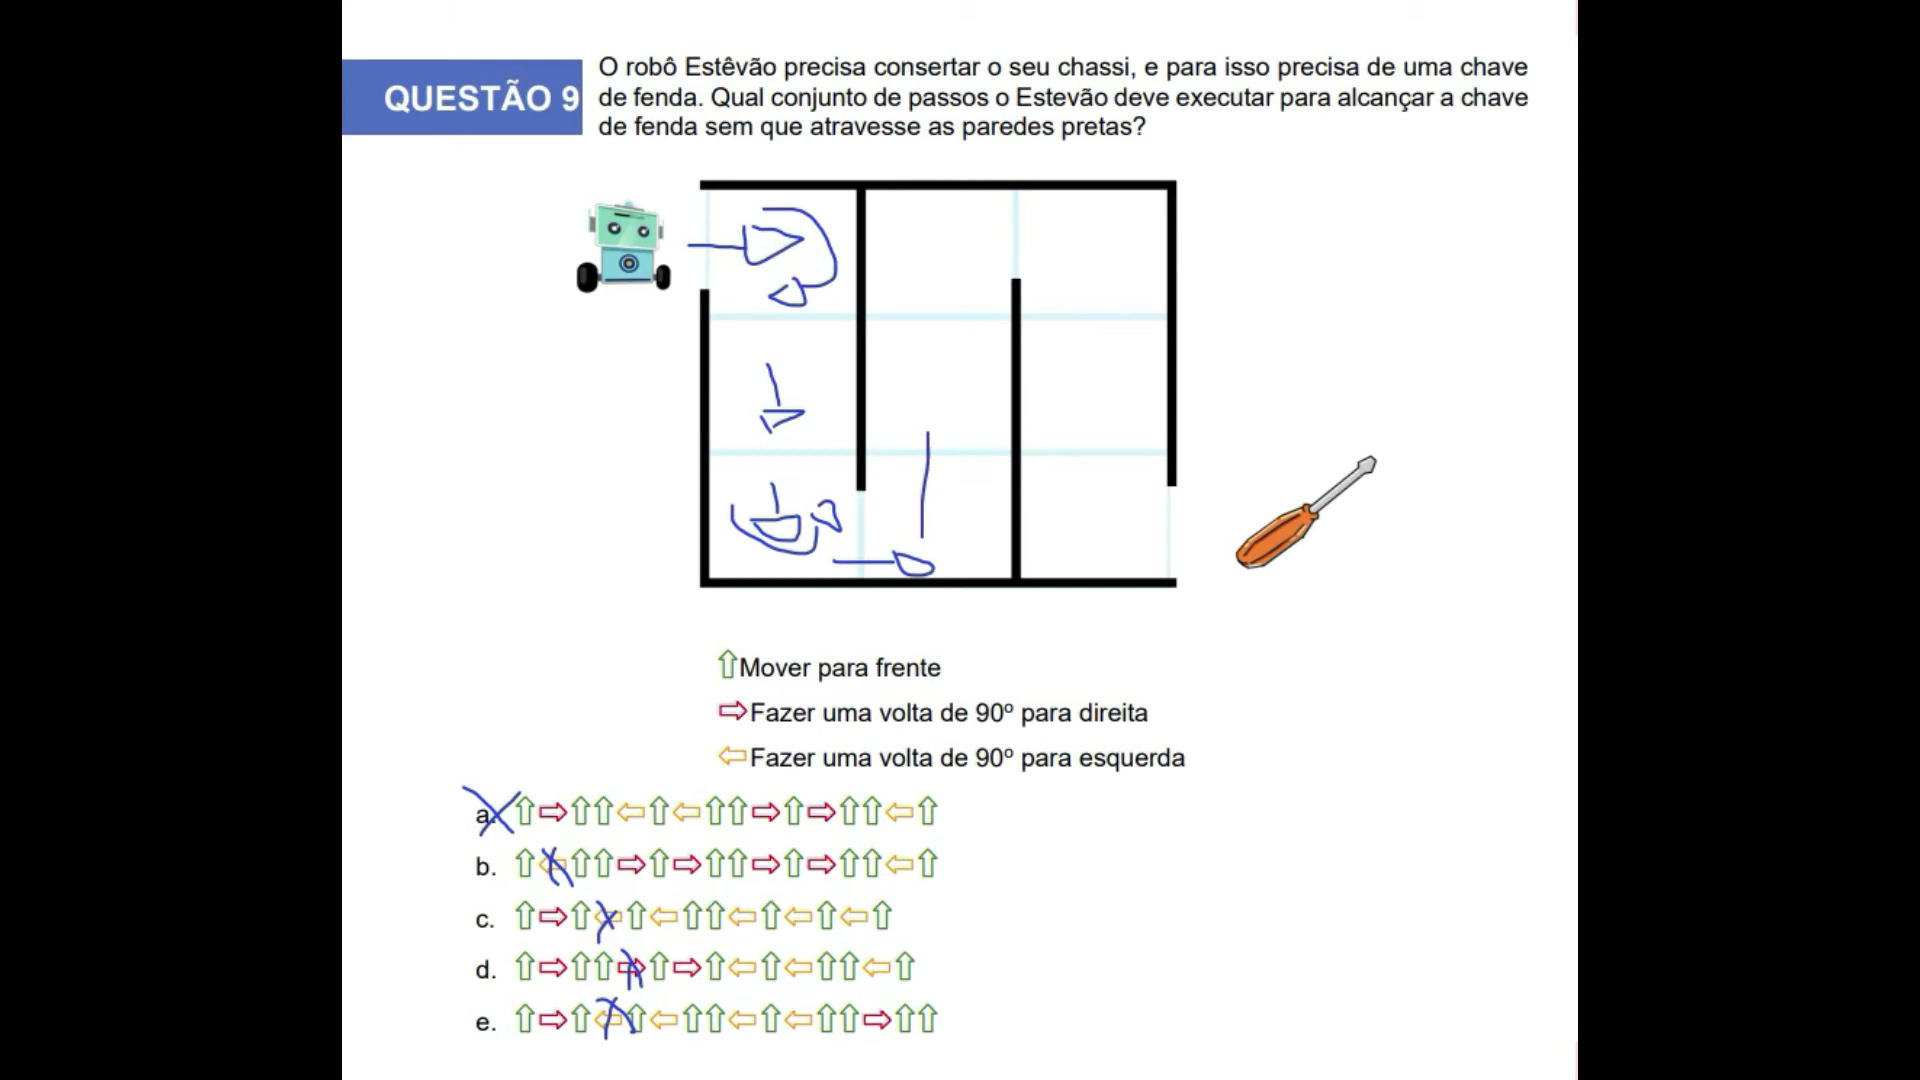 QUESTÃO 9
O robô Estêvão precisa consertar o seu chassi, e para isso precisa de uma chave
de fenda. Qual conjunto de passos o Estevão deve executar para alcançar a chave
de fenda sem que atravesse as paredes pretas?
⇧Mover para frente
⇨Fazer uma volta de 90º para direita
⇦Fazer uma volta de 90º para esquerda
a. ⇧⇨⇧⇧⇦⇧⇦⇧⇧⇨⇧⇨⇧⇧⇦⇧
b. ⇧⇦⇧⇧⇨⇧⇨⇧⇧⇨⇧⇨⇧⇧⇦⇧
c. ⇧⇨⇧⇦⇧⇦⇧⇧⇦⇧⇦⇧⇦⇧
d. ⇧⇨⇧⇧⇨⇧⇨⇧⇦⇧⇦⇧⇧⇦⇧
e. ⇧⇨⇧⇦⇧⇦⇧⇧⇦⇧⇦⇧⇧⇨⇧⇧